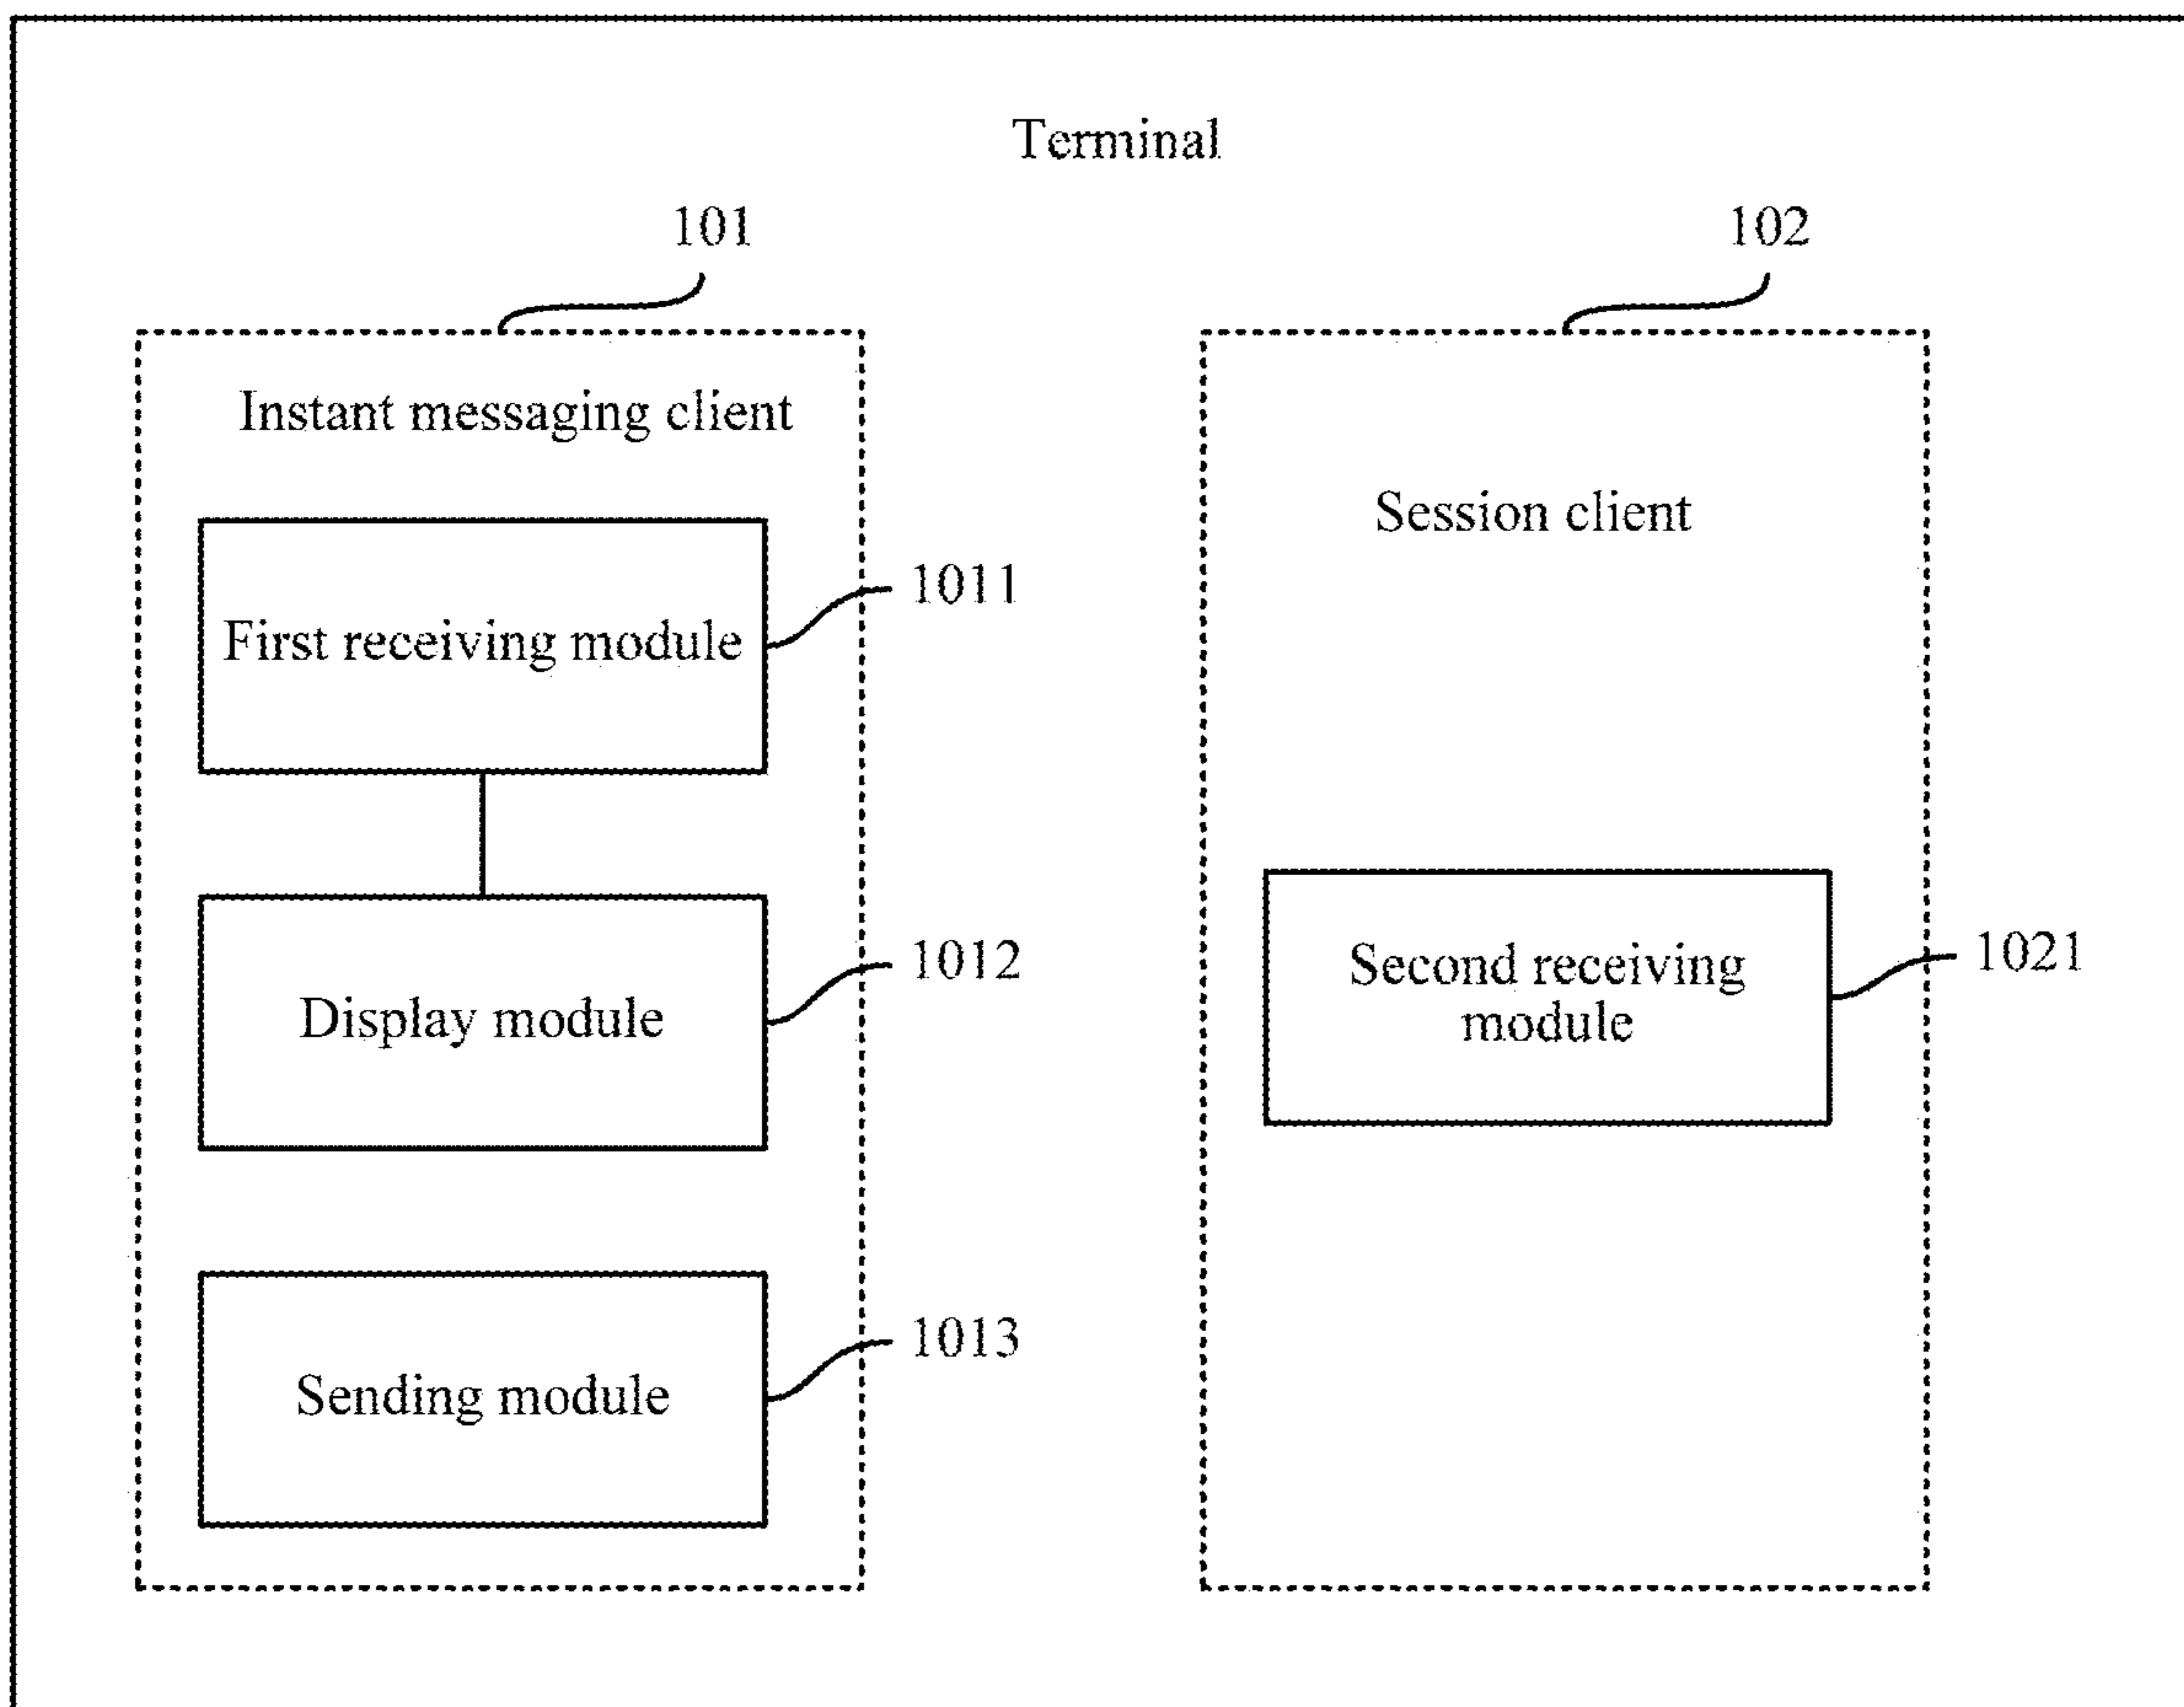 Terminal
101
102
Instant messaging client
Session client
First receiving module
1011
Display module
1012
Second receiving
module
1021
Sending module
1013